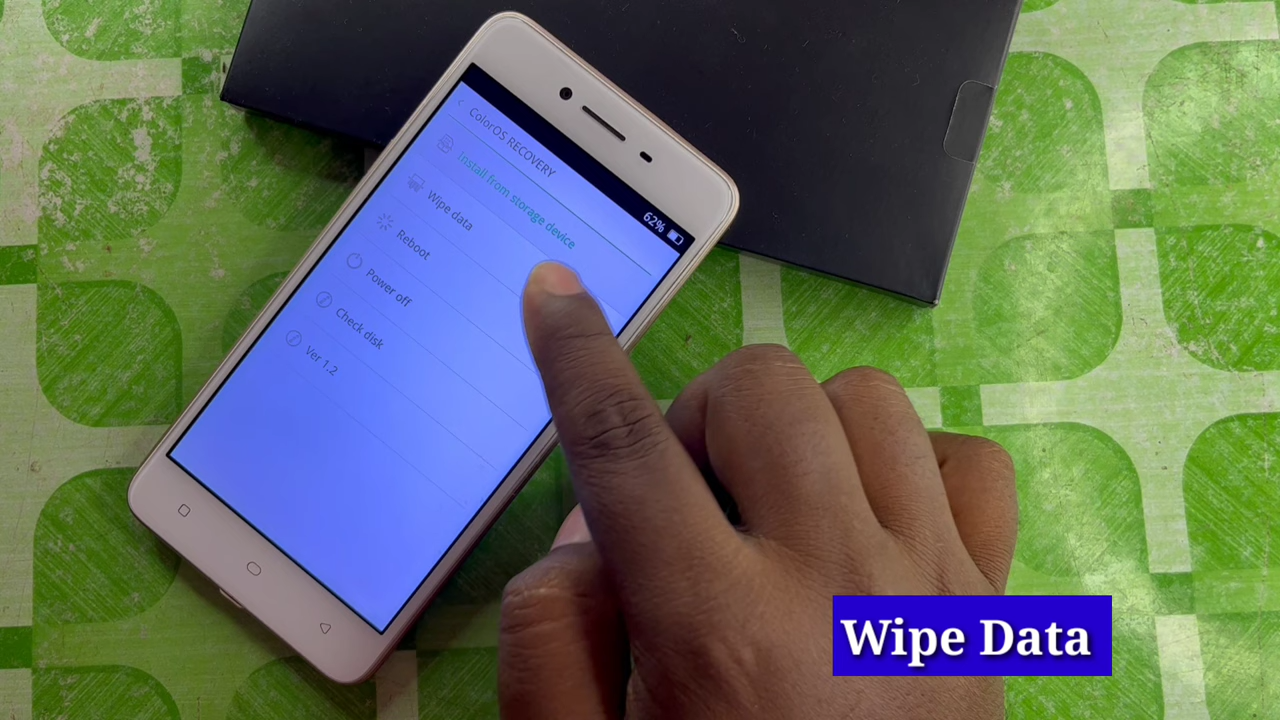 62%
ColorOS RECOVERY
Install from storage device
Wipe data
Reboot
Power off
Check disk
Ver 1.2
Wipe Data